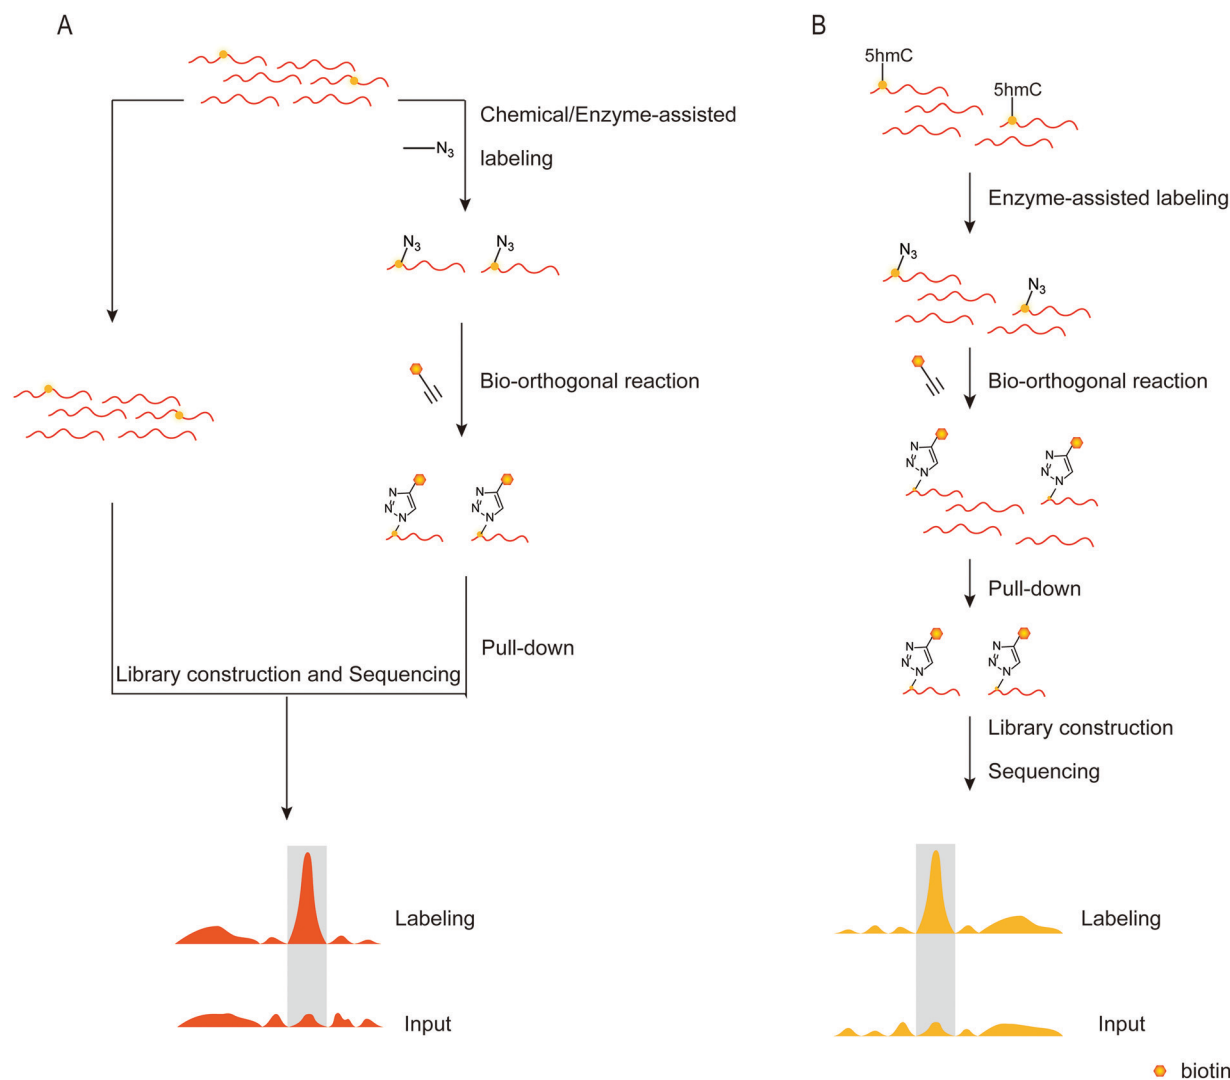 A
Chemical/Enzyme-assisted
N3
labeling
N3
N3
Bio-orthogonal reaction
N
N
N
N
N
N
Pull-down
Library construction and Sequencing
Labeling
Input
B
5hmC
5hmC
Enzyme-assisted labeling
N3
N3
Bio-orthogonal reaction
N
N
N
N
N
N
Pull-down
N
N
N
N
N
N
Library construction
Sequencing
Labeling
Input
biotin